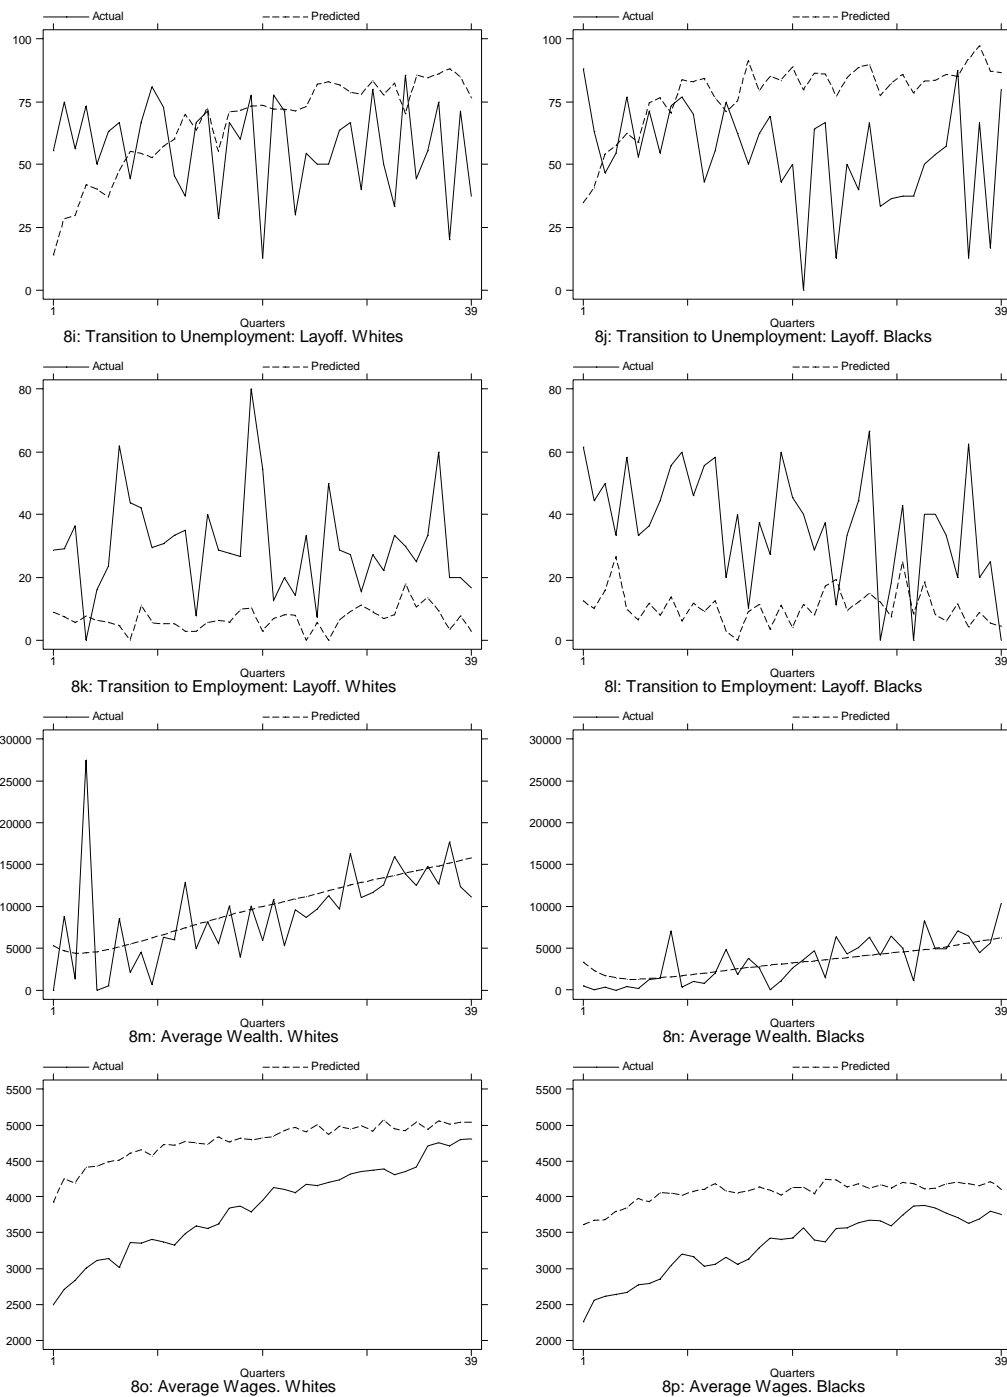 Actual Predicted Actual Predicted
100 100
75 75
50 50
25 25
0 0
1 39 1 39
Quarters Quarters
8i: Transition to Unemployment: Layoff. Whites 8j: Transition to Unemployment: Layoff. Blacks
Actual Predicted Actual Predicted
80 80
60 60
40 40
20 20
0 0
1 39 1 39
Quarters Quarters
8k: Transition to Employment: Layoff. Whites 8l: Transition to Employment: Layoff. Blacks
Actual Predicted Actual Predicted
30000 30000
25000 25000
20000 20000
15000 15000
10000 10000
5000 5000
0 0
1 39 1 39
Quarters Quarters
8m: Average Wealth. Whites 8n: Average Wealth. Blacks
Actual Predicted Actual Predicted
5500 5500
5000 5000
4500 4500
4000 4000
3500 3500
3000 3000
2500 2500
2000 2000
1 39 1 39
Quarters Quarters
8o: Average Wages. Whites 8p: Average Wages. Blacks